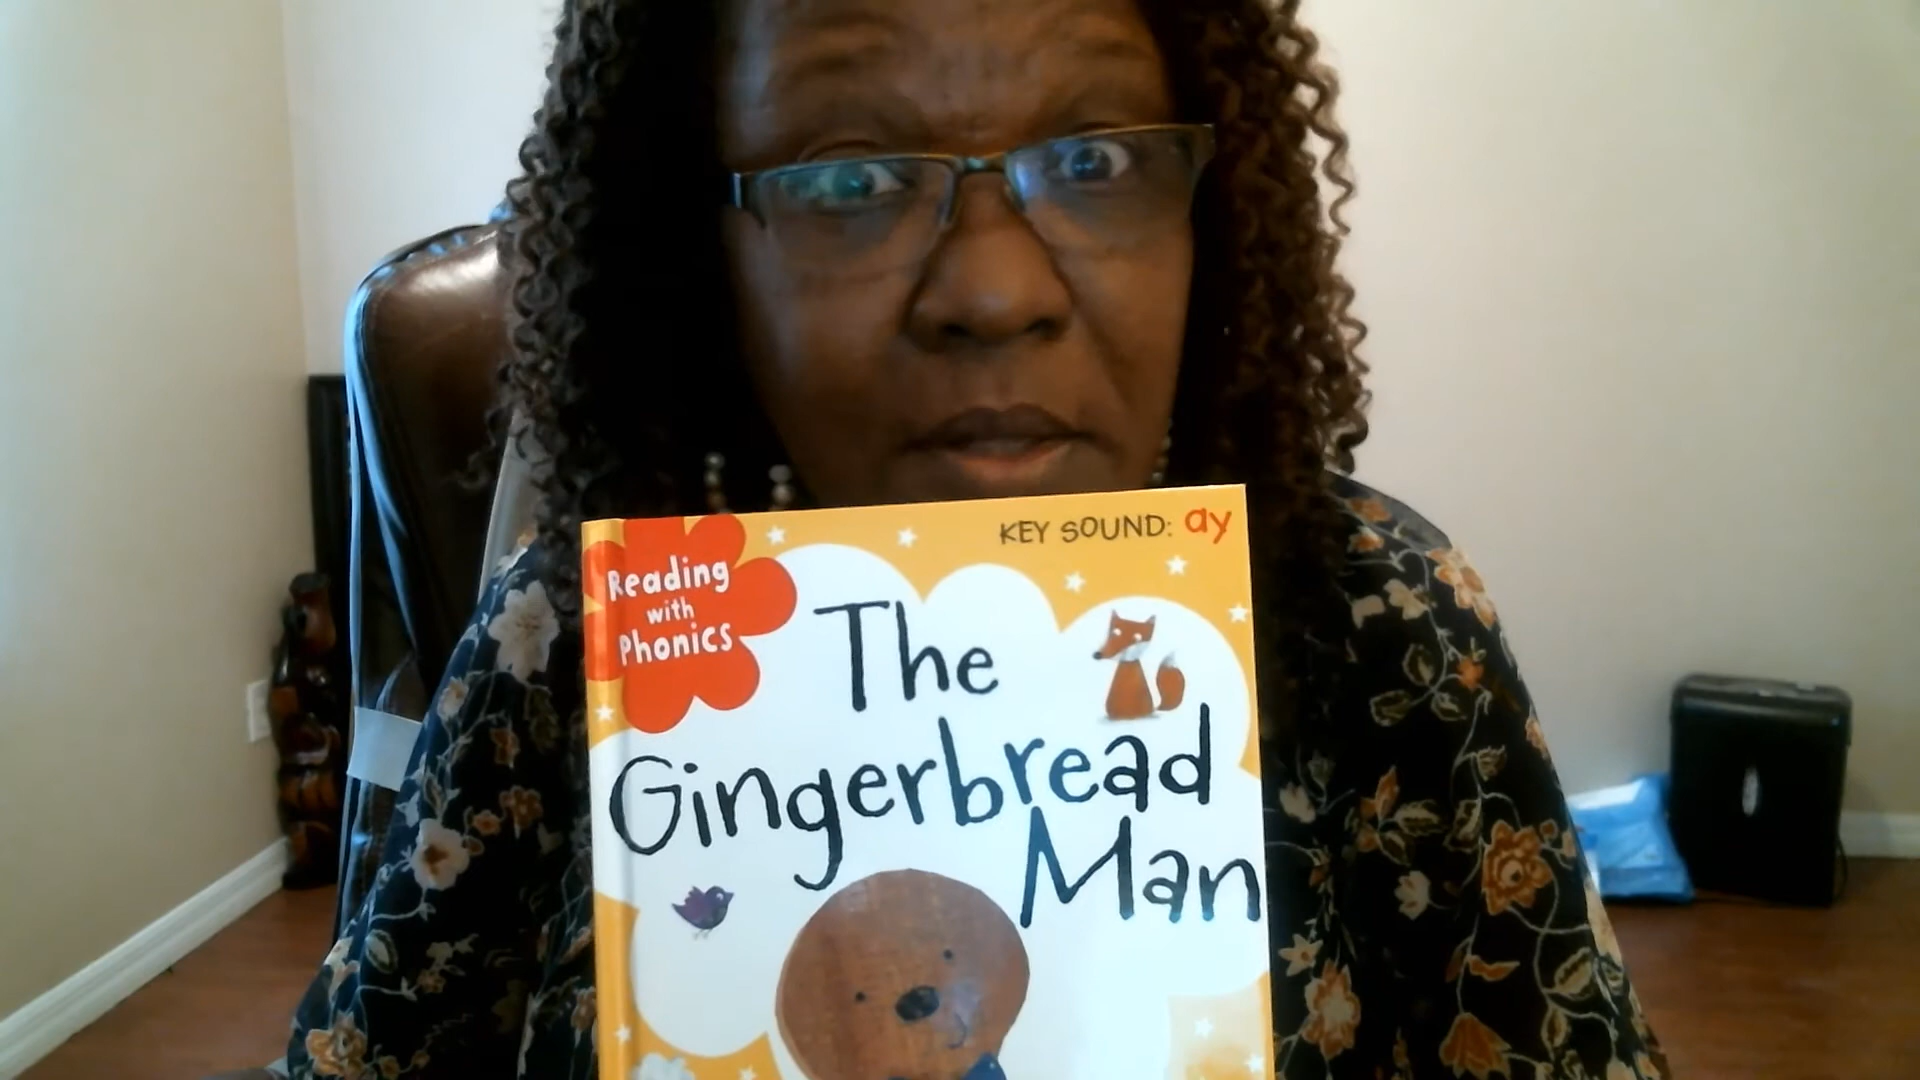 KEY SOUND: ay
Reading
with
Phonics
The
Gingerbread
Man